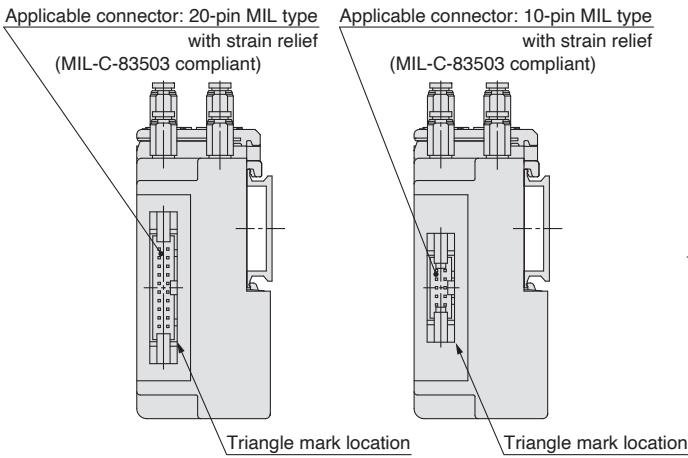 Applicable connector: 20-pin MIL type
with strain relief
(MIL-C-83503 compliant)
Applicable connector: 10-pin MIL type
with strain relief
(MIL-C-83503 compliant)
Triangle mark location
Triangle mark location